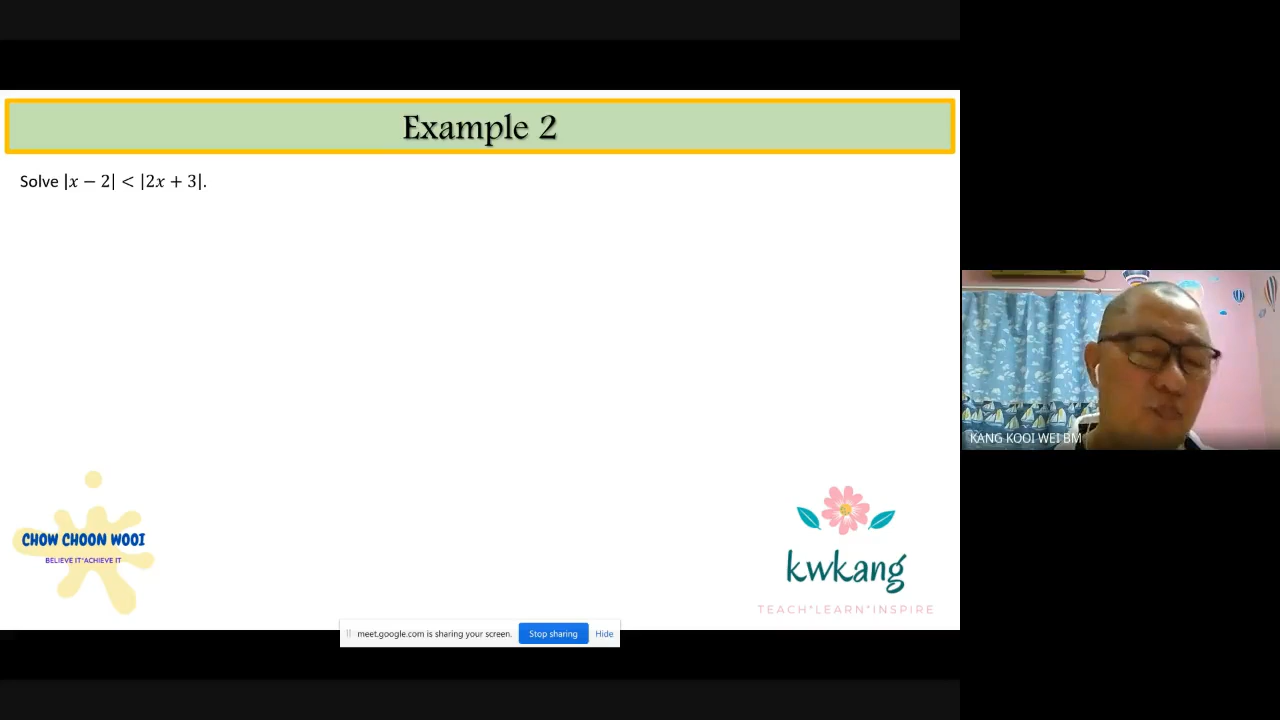 Example 2
Solve |x − 2| < |2x + 3|.
KANG KOOI WEI BM
CHOW CHOON WOOI
BELIEVE IT*ACHIEVE IT
kwkang
TEACH*LEARN*INSPIRE
meet.google.com is sharing your screen. Stop sharing Hide